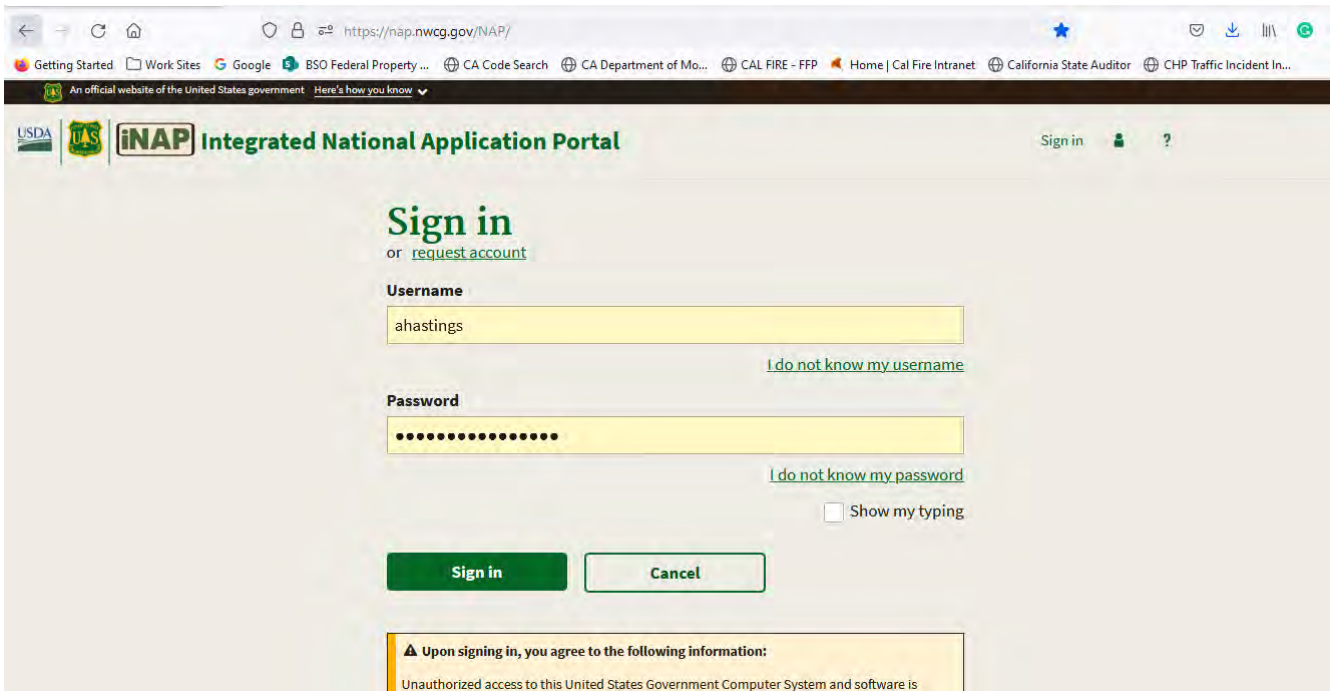 https://nap.nwcg.gov/NAP/
Getting Started Work Sites Google BSO Federal Property ... CA Code Search CA Department of Mo... CAL FIRE - FFP Home | Cal Fire Intranet California State Auditor CHP Traffic Incident In...
An official website of the United States government Here's how you know
USDA UAS iNAP Integrated National Application Portal Sign in ?
Sign in
or request account
Username
ahastings
I do not know my username
Password
••••••••••••••••
I do not know my password
Show my typing
Sign in Cancel
Upon signing in, you agree to the following information:
Unauthorized access to this United States Government Computer System and software is